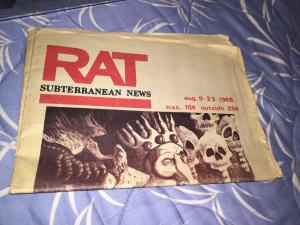 RAT
SUBTERRANEAN NEWS
aug. 9-22 1968
n.y.c. 15¢ outside 25¢